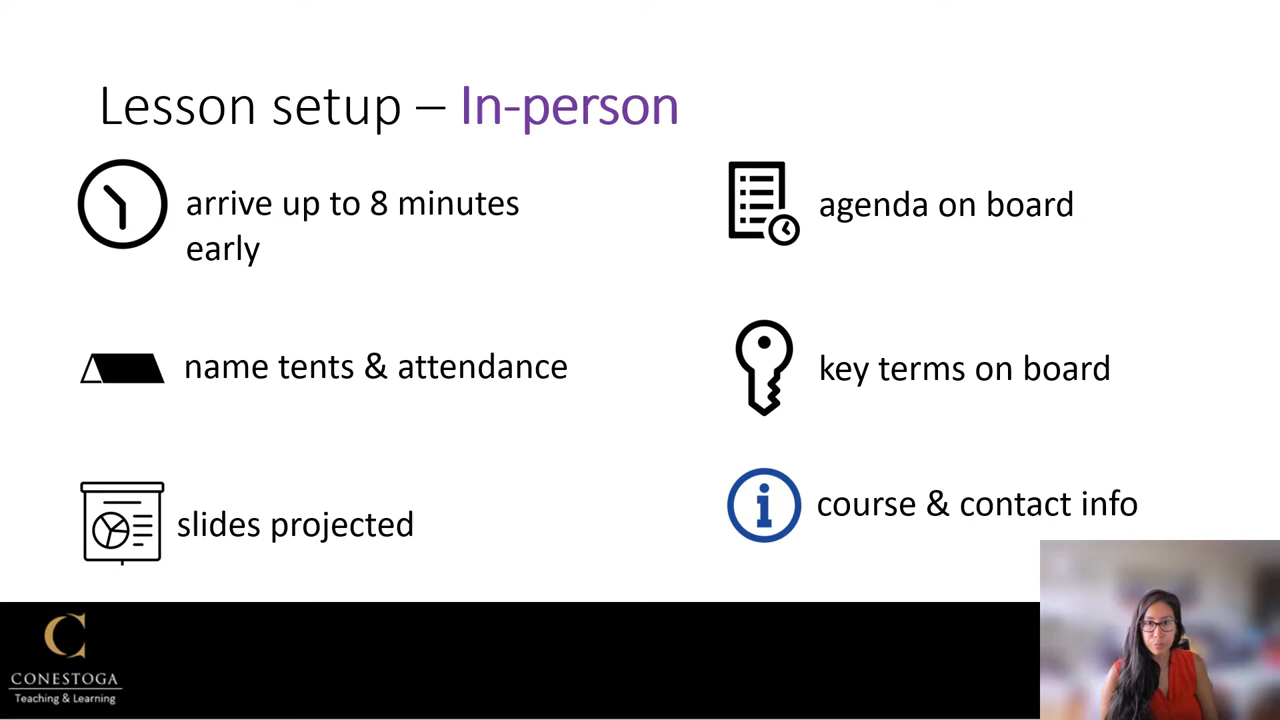 Lesson setup – In-person
arrive up to 8 minutes
early
name tents & attendance
slides projected
agenda on board
key terms on board
course & contact info
CONESTOGA
Teaching & Learning